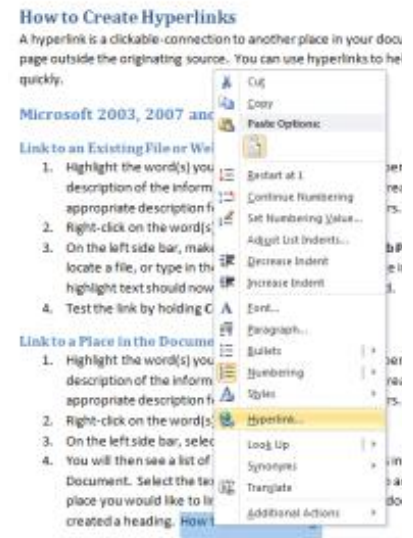 How to Create Hyperlinks
A hyperlink is a clickable-connection to another place in your docu
page outside the originating source. You can use hyperlinks to hel
quickly.
Microsoft 2003, 2007 and
Link to an Existing File or We
1. Highlight the word(s) you
description of the inform
appropriate description f
rs.
2. Right-click on the word(s
3. On the left side bar, make
locate a file, or type in the
highlight text should now
4. Test the link by holding C
Link to a Place in the Docume
1. Highlight the word(s) you
description of the inform
appropriate description f
rs.
2. Right-click on the word(s)
3. On the left side bar, selec
4. You will then see a list of
Document. Select the tex
place you would like to li
created a heading. How t
Cut
Copy
Paste Options:
Restart at 1
Continue Numbering
Set Numbering Value...
Adjust List Indents...
Decrease Indent
Increase Indent
Font...
Paragraph...
Bullets
Numbering
Styles
Hyperlink...
Look Up
Synonyms
Translate
Additional Actions